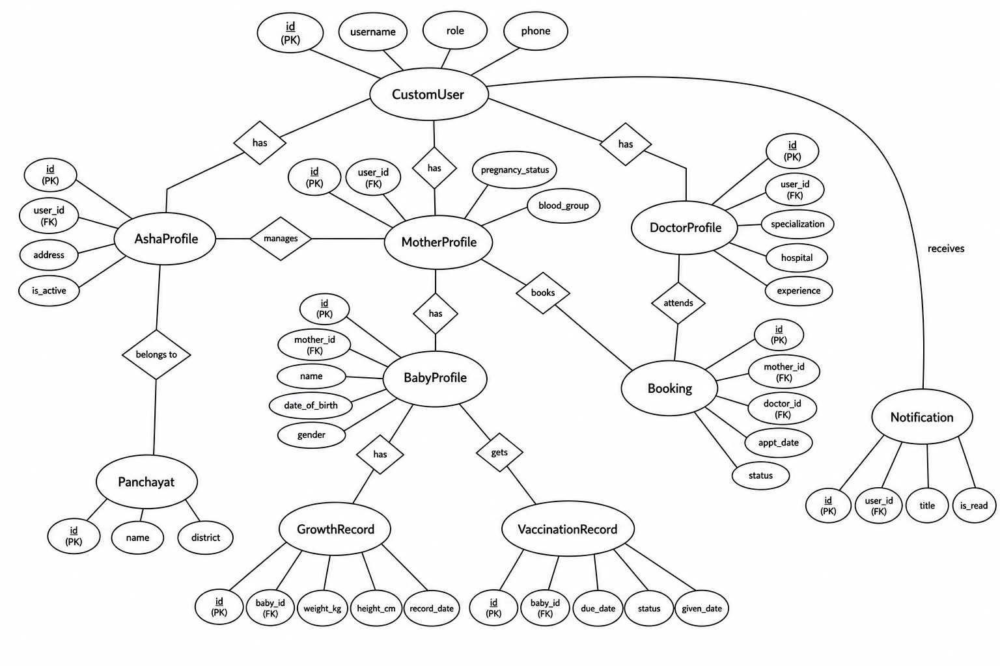 id
(PK)
username
role
phone
CustomUser
has
has
has
id
(PK)
user_id
(FK)
address
is_active
AshaProfile
manages
id
(PK)
user_id
(FK)
pregnancy_status
blood_group
MotherProfile
id
(PK)
user_id
(FK)
specialization
hospital
experience
DoctorProfile
receives
belongs to
has
books
attends
id
(PK)
mother_id
(FK)
name
date_of_birth
gender
BabyProfile
id
(PK)
mother_id
(FK)
doctor_id
(FK)
appt_date
status
Booking
Notification
id
(PK)
user_id
(FK)
title
is_read
has
gets
Panchayat
id
(PK)
name
district
GrowthRecord
id
(PK)
baby_id
(FK)
weight_kg
height_cm
record_date
VaccinationRecord
id
(PK)
baby_id
(FK)
due_date
status
given_date